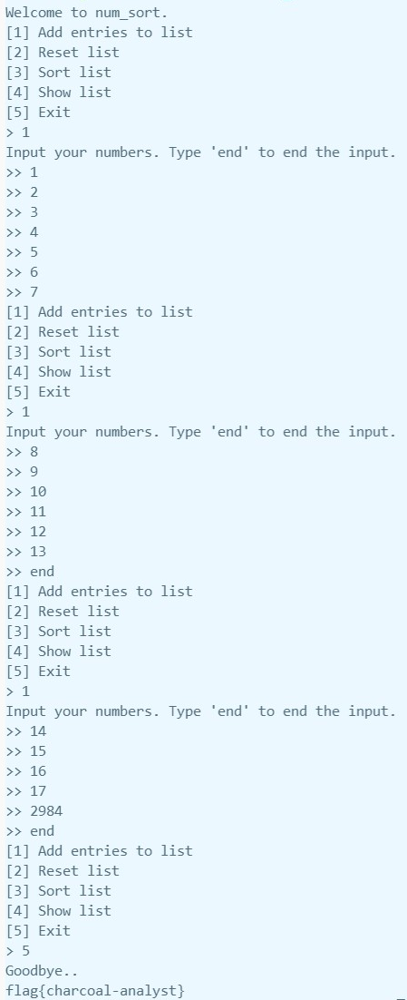 Welcome to num_sort.
[1] Add entries to list
[2] Reset list
[3] Sort list
[4] Show list
[5] Exit
> 1
Input your numbers. Type 'end' to end the input.
>> 1
>> 2
>> 3
>> 4
>> 5
>> 6
>> 7
[1] Add entries to list
[2] Reset list
[3] Sort list
[4] Show list
[5] Exit
> 1
Input your numbers. Type 'end' to end the input.
>> 8
>> 9
>> 10
>> 11
>> 12
>> 13
>> end
[1] Add entries to list
[2] Reset list
[3] Sort list
[4] Show list
[5] Exit
> 1
Input your numbers. Type 'end' to end the input.
>> 14
>> 15
>> 16
>> 17
>> 2984
>> end
[1] Add entries to list
[2] Reset list
[3] Sort list
[4] Show list
[5] Exit
> 5
Goodbye..
flag{charcoal-analyst}